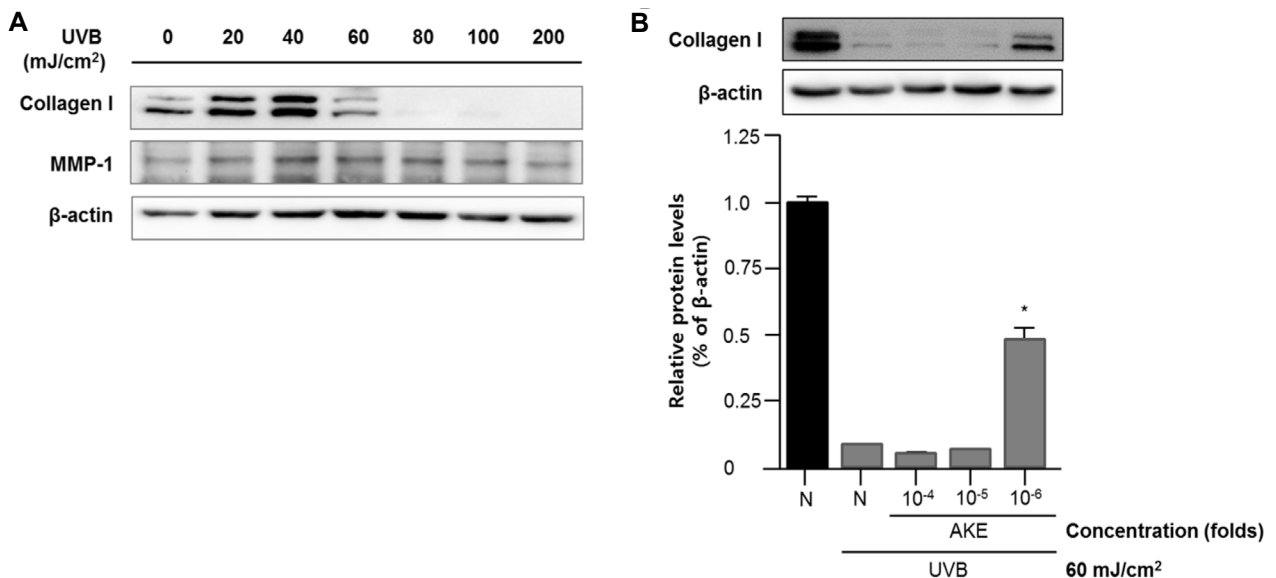 A
UVB
(mJ/cm²)
0 20 40 60 80 100 200
Collagen I
MMP-1
β-actin
B
Collagen I
β-actin
Relative protein levels
(% of β-actin)
1.25
1.0
0.75
0.5
0.25
0
*
N N 10⁻⁴ 10⁻⁵ 10⁻⁶
AKE Concentration (folds)
UVB 60 mJ/cm²